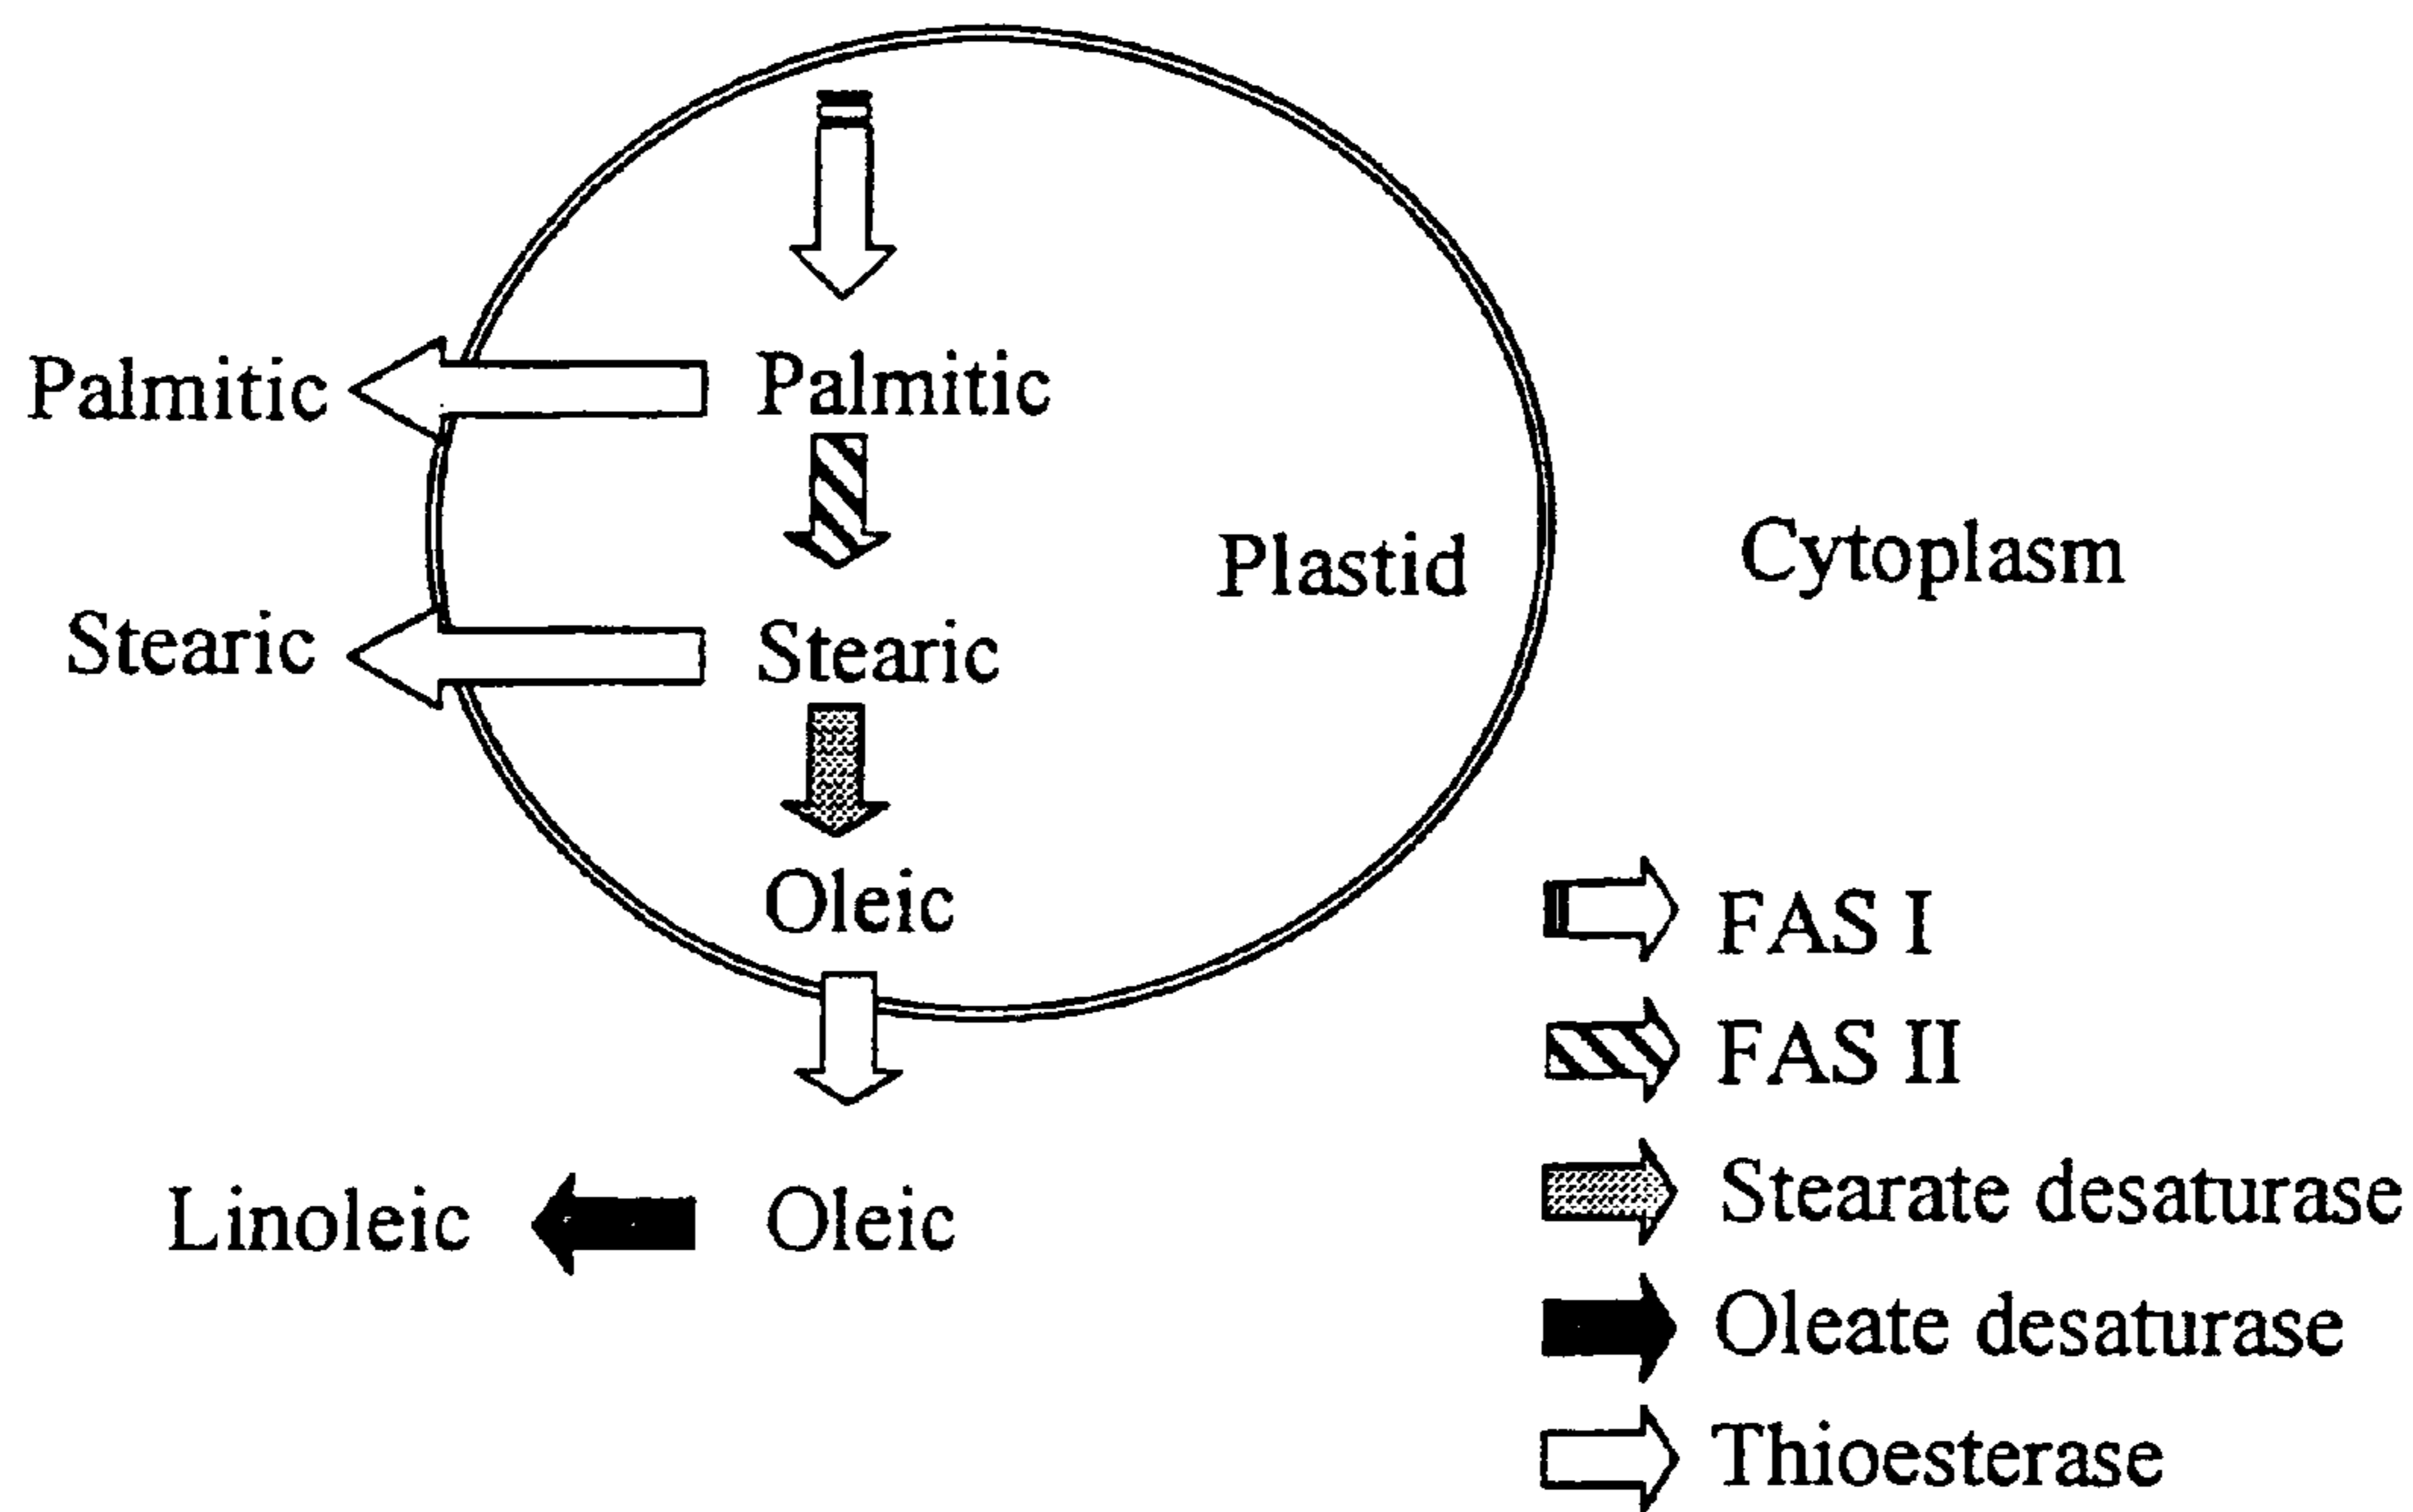 Palmitic
Palmitic
Plastid
Cytoplasm
Stearic
Stearic
Oleic
FAS I
FAS II
Linoleic
Oleic
Stearate desaturase
Oleate desaturase
Thioesterase